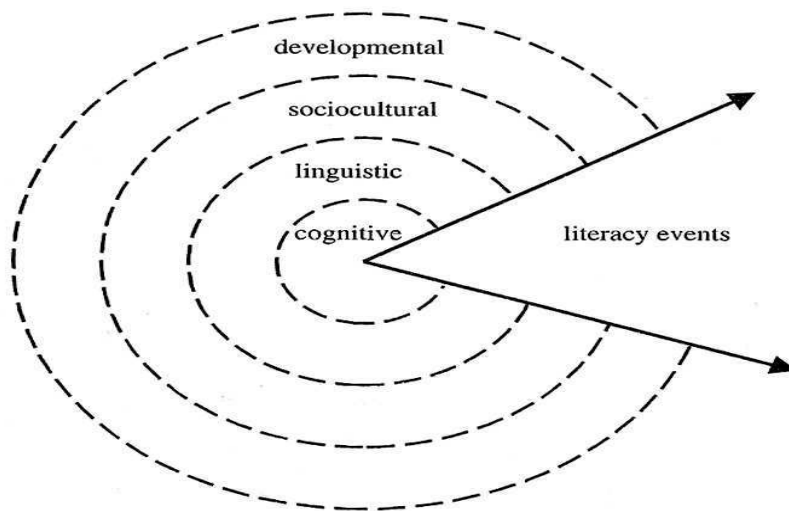 developmental
sociocultural
linguistic
cognitive
literacy events